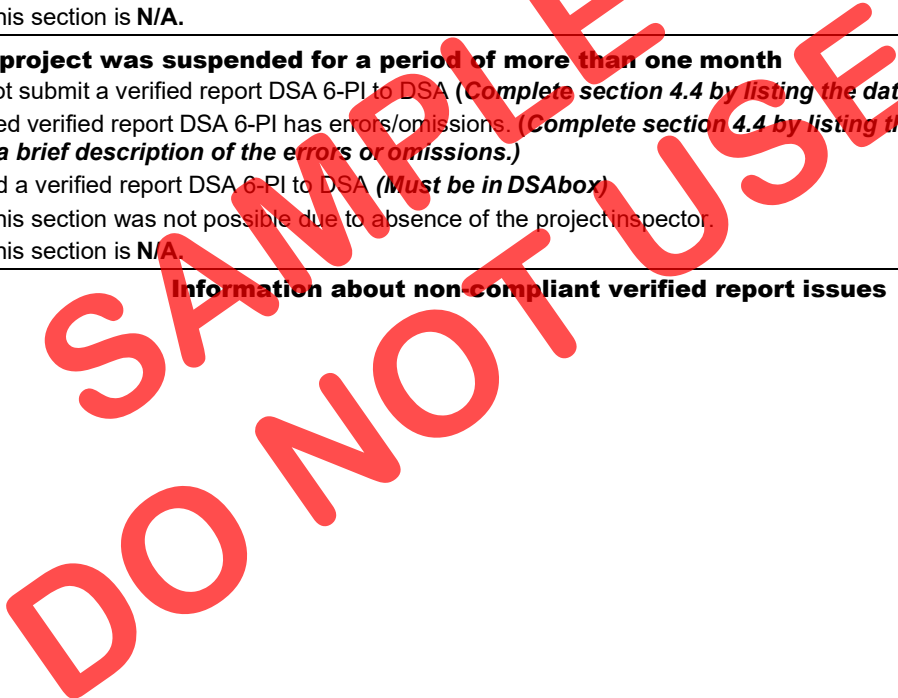 his section is N/A.
project was suspended for a period of more than one month
ot submit a verified report DSA 6-PI to DSA (Complete section 4.4 by listing the dat
ed verified report DSA 6-PI has errors/omissions. (Complete section 4.4 by listing th
a brief description of the errors or omissions.)
d a verified report DSA 6-PI to DSA (Must be in DSAbox)
his section was not possible due to absence of the projectinspector.
his section is N/A.
Information about non-compliant verified report issues
SAMPLE
DO NOT USE